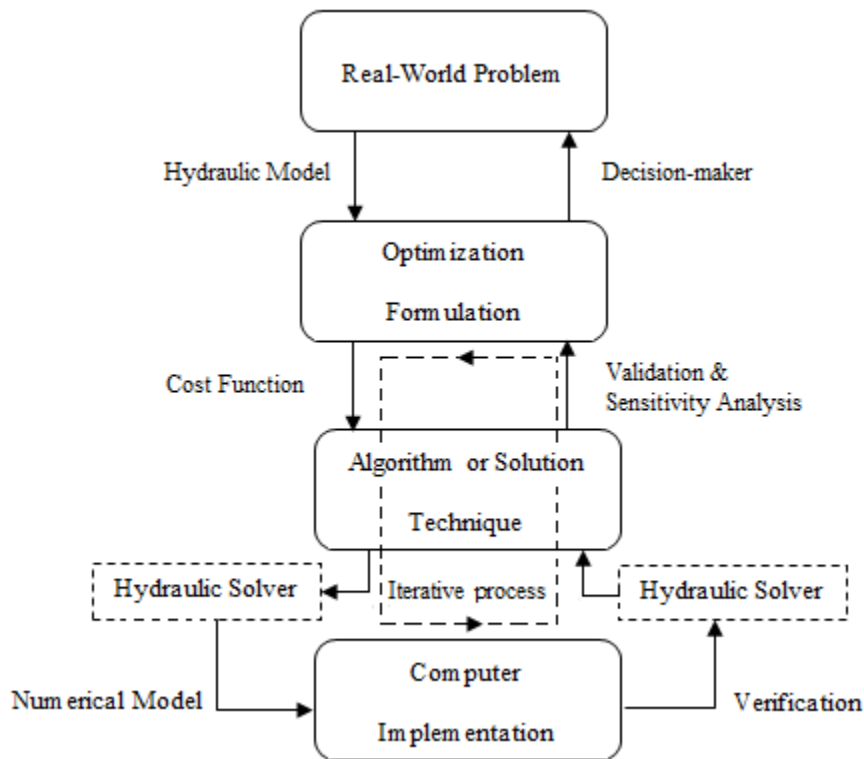 Real-World Problem
Hydraulic Model
Decision-maker
Optimization
Formulation
Cost Function
Validation &
Sensitivity Analysis
Algorithm or Solution
Technique
Hydraulic Solver
Iterative process
Hydraulic Solver
Computer
Numerical Model
Verification
Implementation